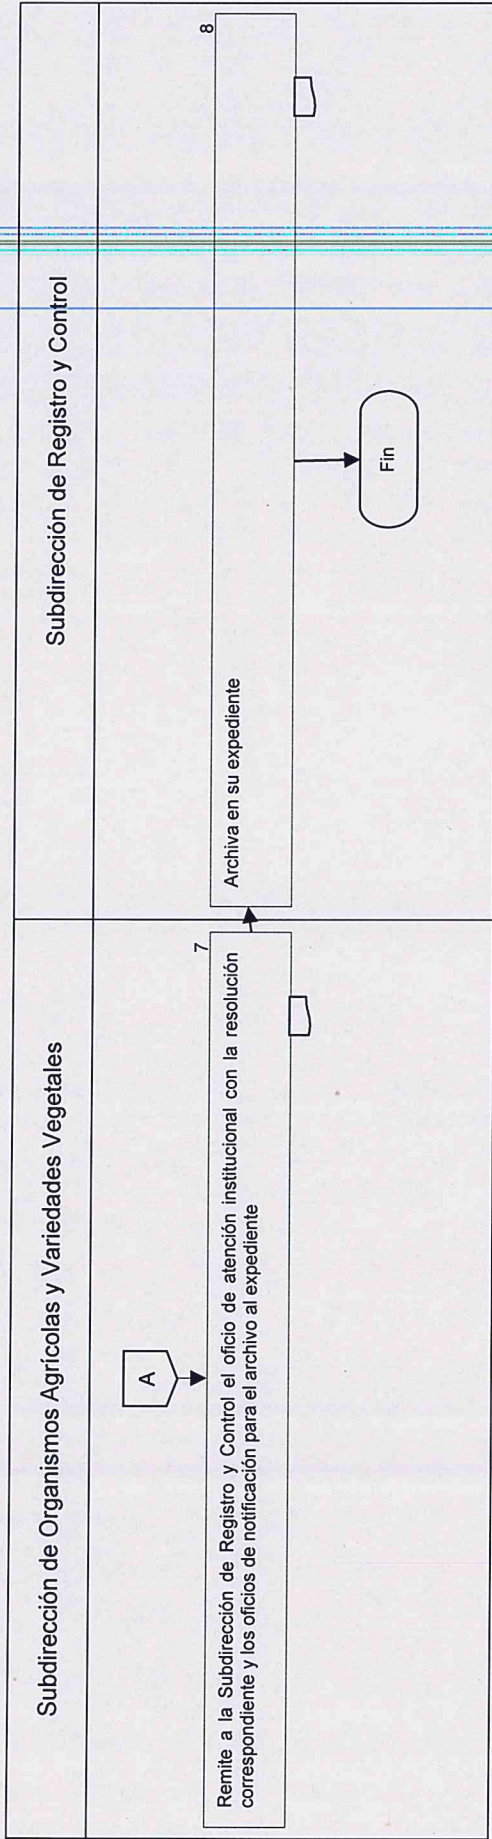 Subdirección de Organismos Agrícolas y Variedades Vegetales
A
7
Remite a la Subdirección de Registro y Control el oficio de atención institucional con la resolución
correspondiente y los oficios de notificación para el archivo al expediente
Subdirección de Registro y Control
8
Archiva en su expediente
Fin